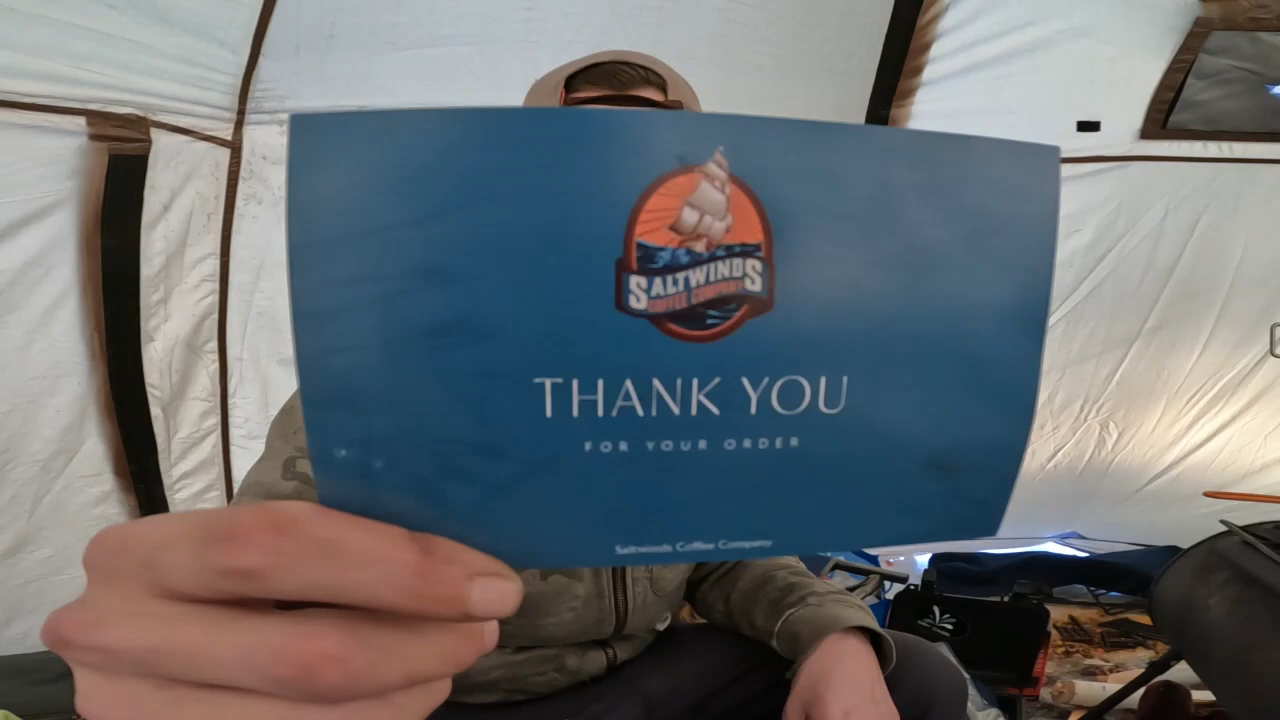 SALTWINDS
COFFEE COMPANY
THANK YOU
FOR YOUR ORDER
Saltwinds Coffee Company